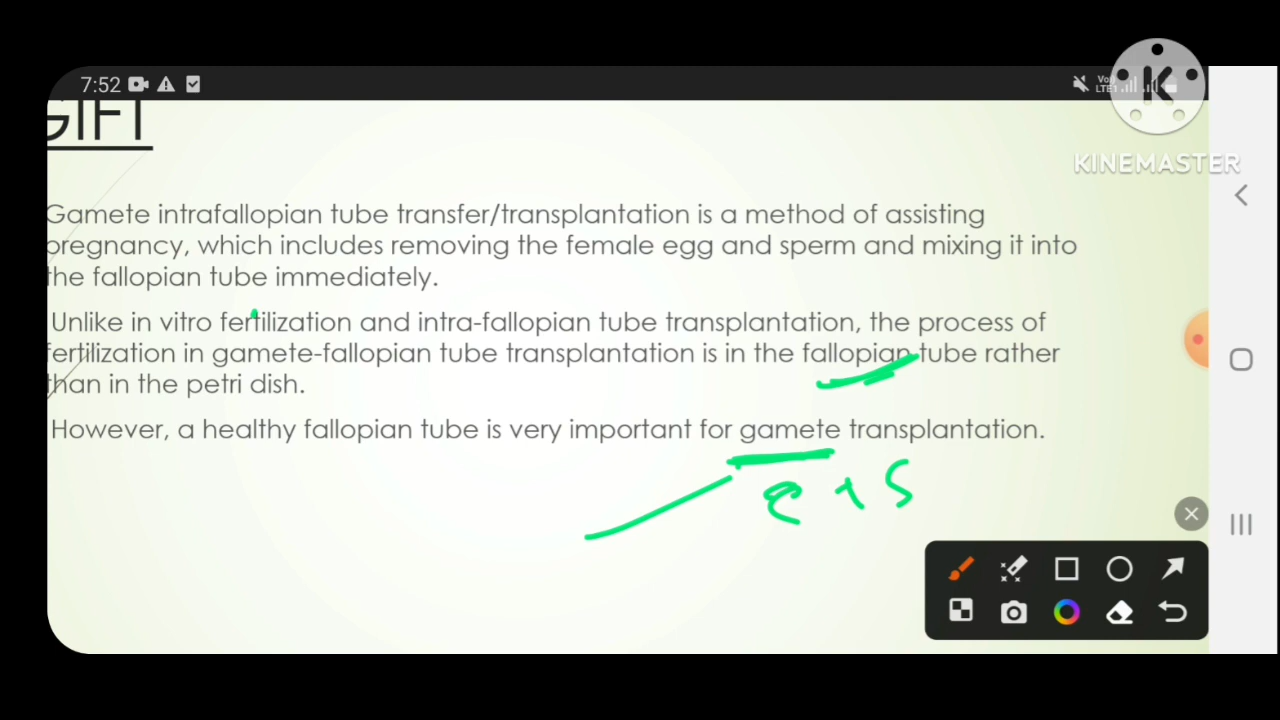 7:52
Vo)) LTE1
K
KINEMASTER
GIFT
Gamete intrafallopian tube transfer/transplantation is a method of assisting
pregnancy, which includes removing the female egg and sperm and mixing it into
the fallopian tube immediately.
Unlike in vitro fertilization and intra-fallopian tube transplantation, the process of
fertilization in gamete-fallopian tube transplantation is in the fallopian tube rather
than in the petri dish.
However, a healthy fallopian tube is very important for gamete transplantation.
e + s